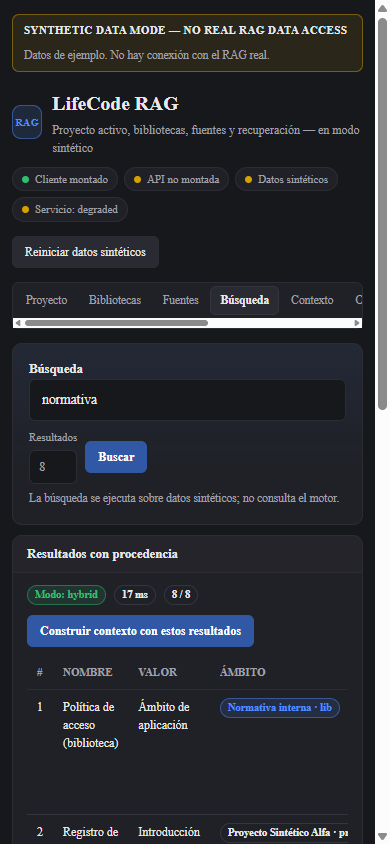 SYNTHETIC DATA MODE — NO REAL RAG DATA ACCESS
Datos de ejemplo. No hay conexión con el RAG real.
RAG
LifeCode RAG
Proyecto activo, bibliotecas, fuentes y recuperación — en modo
sintético
Cliente montado
API no montada
Datos sintéticos
Servicio: degraded
Reiniciar datos sintéticos
Proyecto Bibliotecas Fuentes Búsqueda Contexto
Búsqueda
normativa
Resultados
8
Buscar
La búsqueda se ejecuta sobre datos sintéticos; no consulta el motor.
Resultados con procedencia
Modo: hybrid 17 ms 8 / 8
Construir contexto con estos resultados
# NOMBRE VALOR ÁMBITO
1 Política de acceso (biblioteca) Ámbito de aplicación Normativa interna · lib
2 Registro de Introducción Proyecto Sintético Alfa · pr